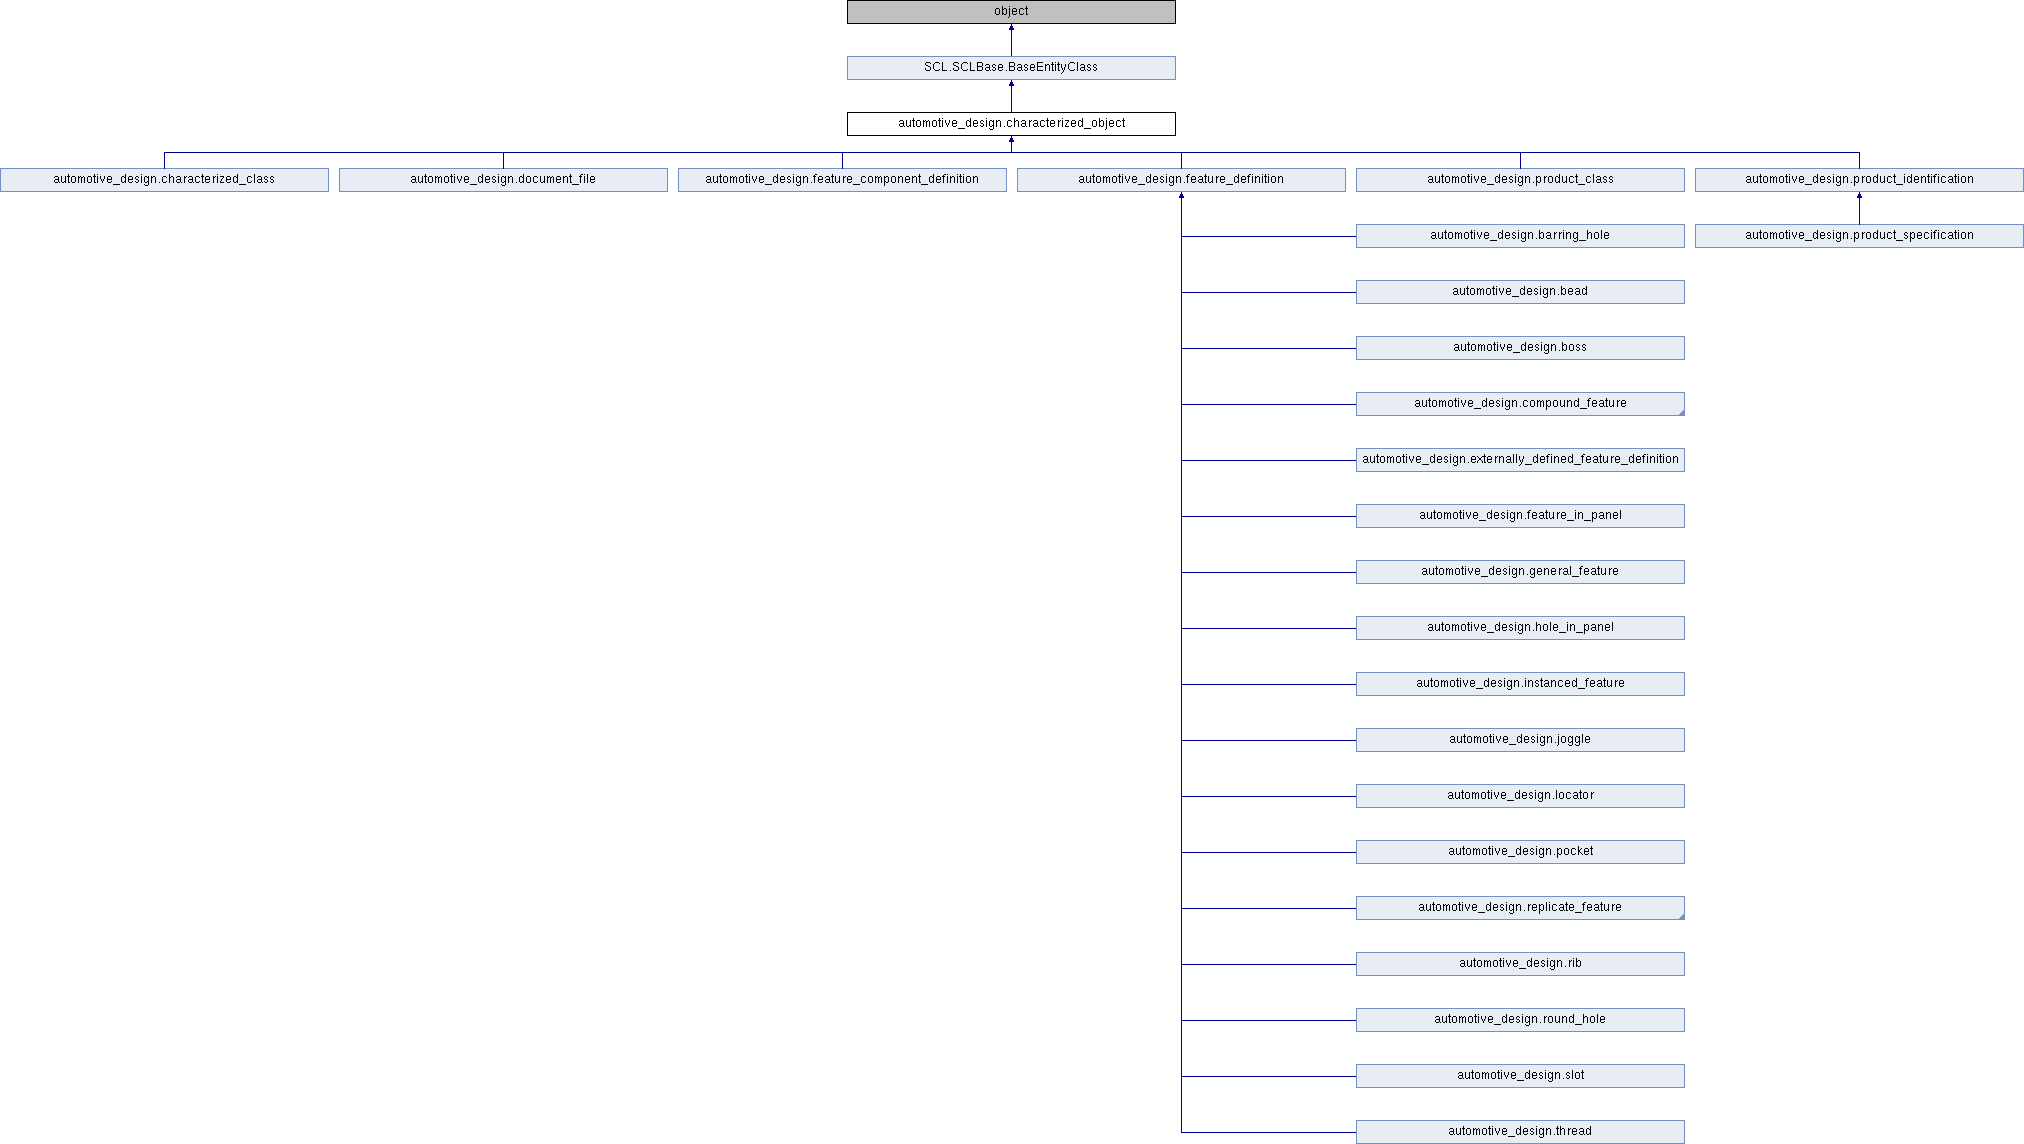 object
SCL.SCLBase.BaseEntityClass
automotive_design.characterized_object
automotive_design.characterized_class
automotive_design.document_file
automotive_design.feature_component_definition
automotive_design.feature_definition
automotive_design.product_class
automotive_design.product_identification
automotive_design.barring_hole
automotive_design.product_specification
automotive_design.bead
automotive_design.boss
automotive_design.compound_feature
automotive_design.externally_defined_feature_definition
automotive_design.feature_in_panel
automotive_design.general_feature
automotive_design.hole_in_panel
automotive_design.instanced_feature
automotive_design.joggle
automotive_design.locator
automotive_design.pocket
automotive_design.replicate_feature
automotive_design.rib
automotive_design.round_hole
automotive_design.slot
automotive_design.thread